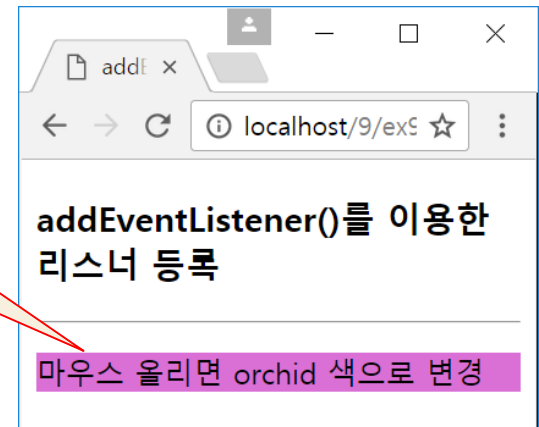 addE
localhost/9/ex9
addEventListener()를 이용한
리스너 등록
마우스 올리면 orchid 색으로 변경